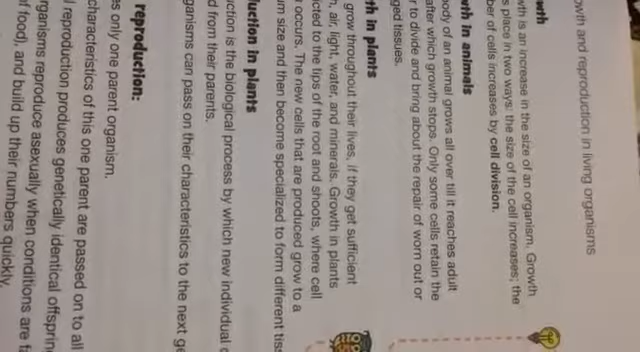 owth and reproduction in living organisms
wth
wth is an increase in the size of an organism. Growth
s place in two ways: the size of the cell increases; the
ber of cells increases by cell division.
wth in animals
ody of an animal grows all over till it reaches adult
after which growth stops. Only some cells retain the
r to divide and bring about the repair of worn out or
ged tissues.
th in plants
grow throughout their lives, if they get sufficient
n, air, light, water, and minerals. Growth in plants
icted to the tips of the root and shoots, where cell
occurs. The new cells that are produced grow to a
um size and then become specialized to form different tiss
uction in plants
uction is the biological process by which new individual o
d from their parents.
ganisms can pass on their characteristics to the next ge
reproduction:
es only one parent organism.
characteristics of this one parent are passed on to all
l reproduction produces genetically identical offspring
rganisms reproduce asexually when conditions are fa
f food), and build up their numbers quickly.